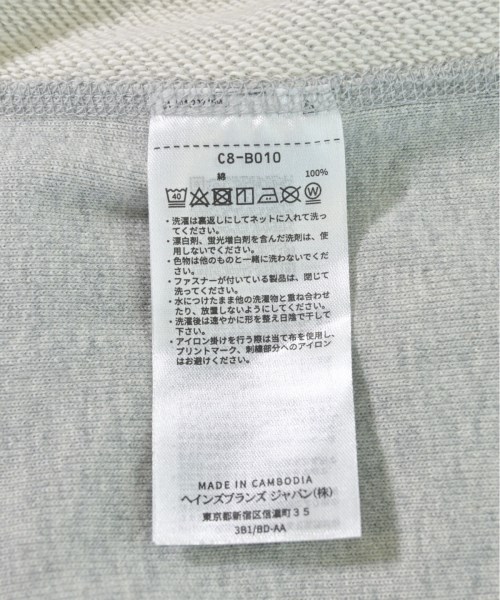 C8-B010
綿 100%
40 W
・洗濯は裏返しにしてネットに入れて洗っ
てください。
・漂白剤、蛍光増白剤を含んだ洗剤は、使
用しないでください。
・色物は他のものと一緒に洗わないでくだ
さい。
・ファスナーが付いている製品は、閉じて
洗ってください。
・水につけたまま他の洗濯物と重ね合わせ
たり、放置しないようにしてください。
・洗濯後は速やかに形を整え日陰で干して
下さい。
・アイロン掛けを行う際は当て布を使用し、
プリントマーク、刺繍部分へのアイロン
はお避けください。
MADE IN CAMBODIA
ヘインズブランズ ジャパン(株)
東京都新宿区信濃町35
3B1/BD-AA